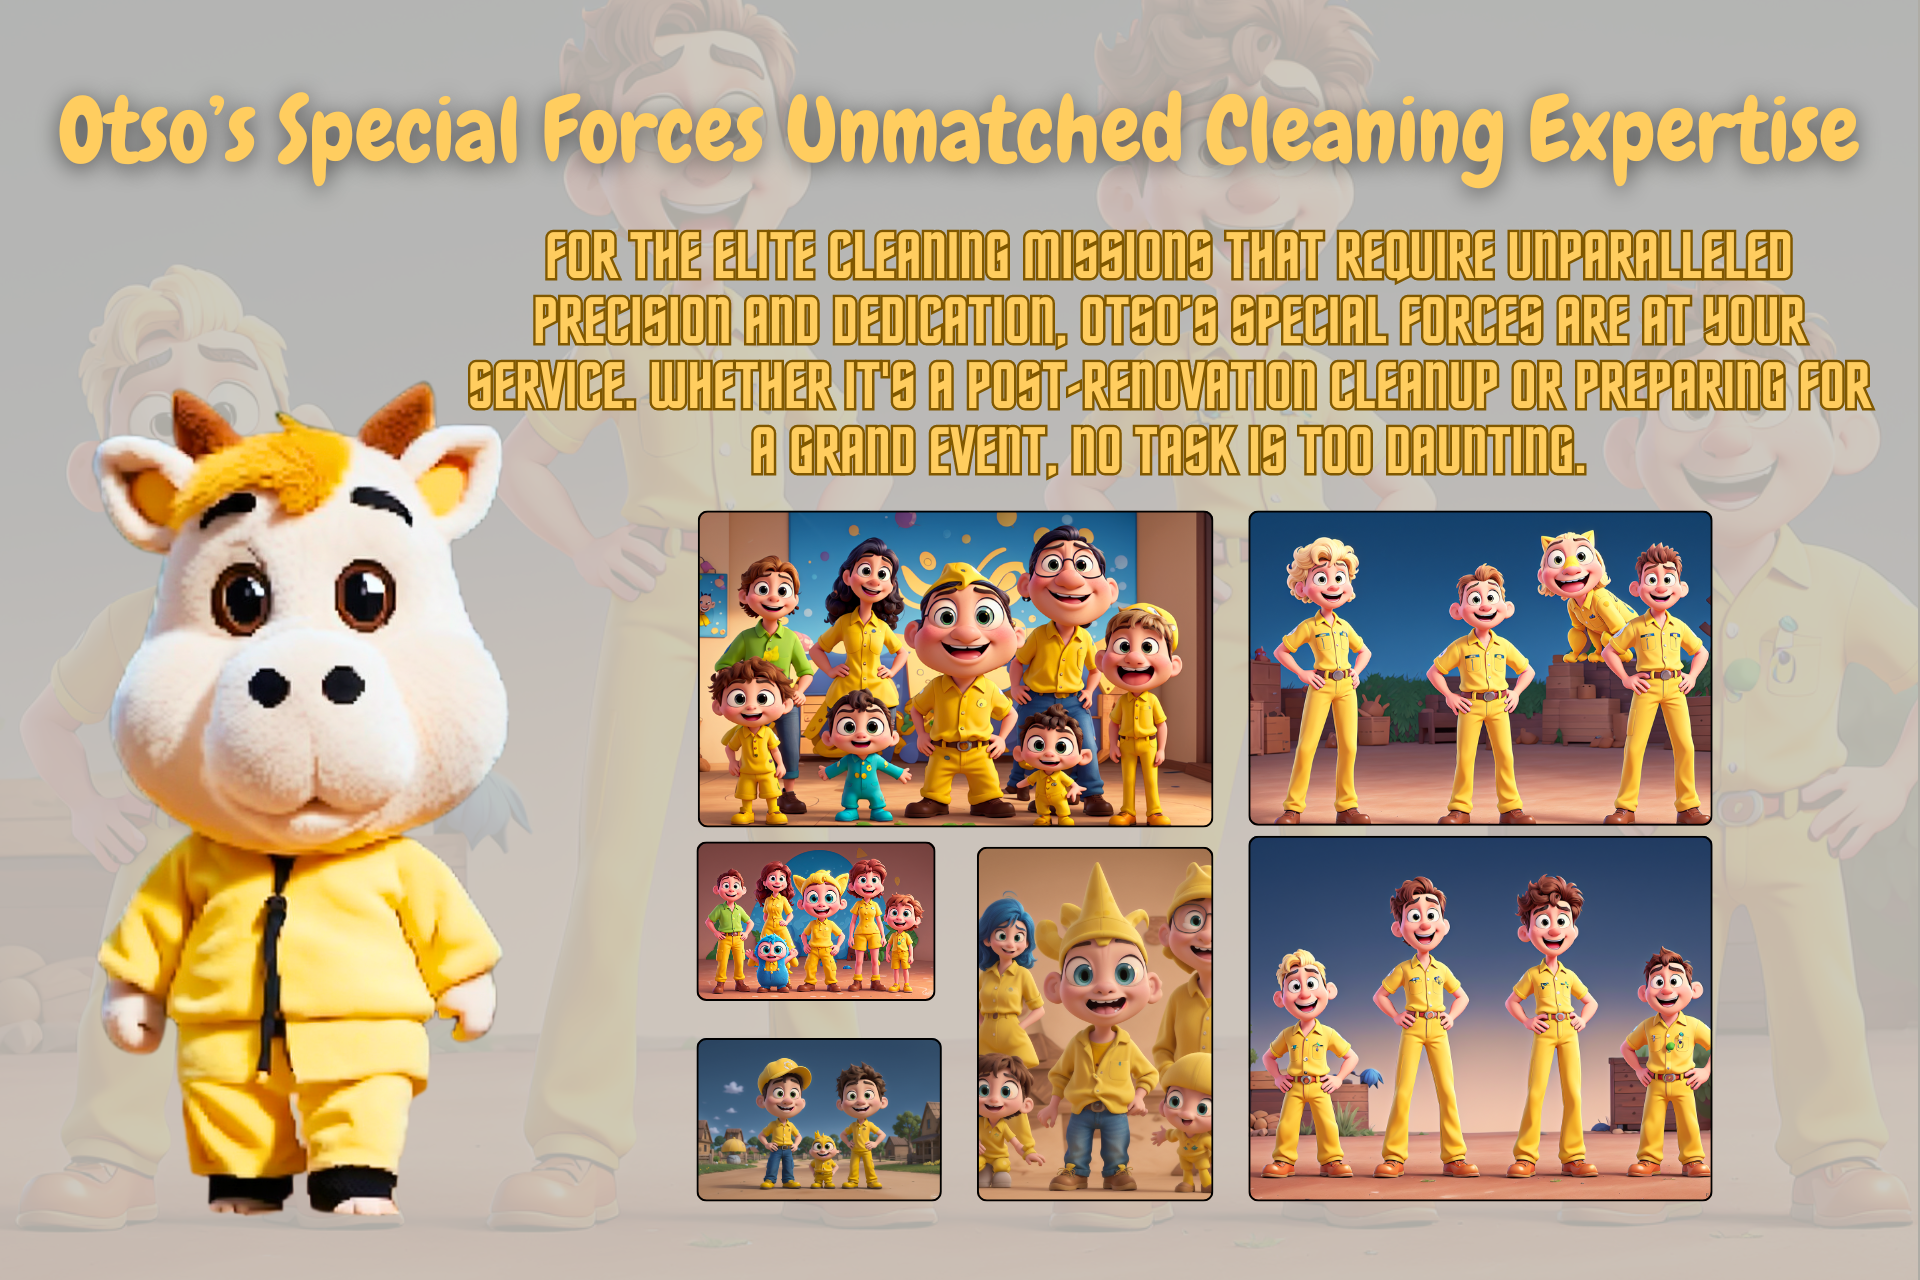 Otso’s Special Forces Unmatched Cleaning Expertise
FOR THE ELITE CLEANING MISSIONS THAT REQUIRE UNPARALLELED
PRECISION AND DEDICATION, OTSO’S SPECIAL FORCES ARE AT YOUR
SERVICE. WHETHER IT'S A POST-RENOVATION CLEANUP OR PREPARING FOR
A GRAND EVENT, NO TASK IS TOO DAUNTING.